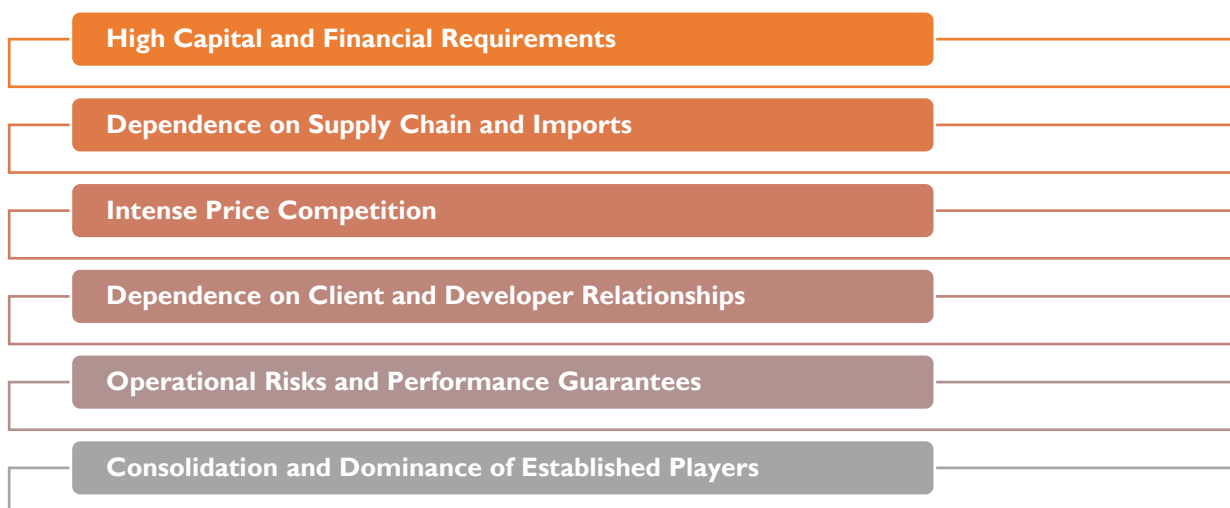 High Capital and Financial Requirements
Dependence on Supply Chain and Imports
Intense Price Competition
Dependence on Client and Developer Relationships
Operational Risks and Performance Guarantees
Consolidation and Dominance of Established Players